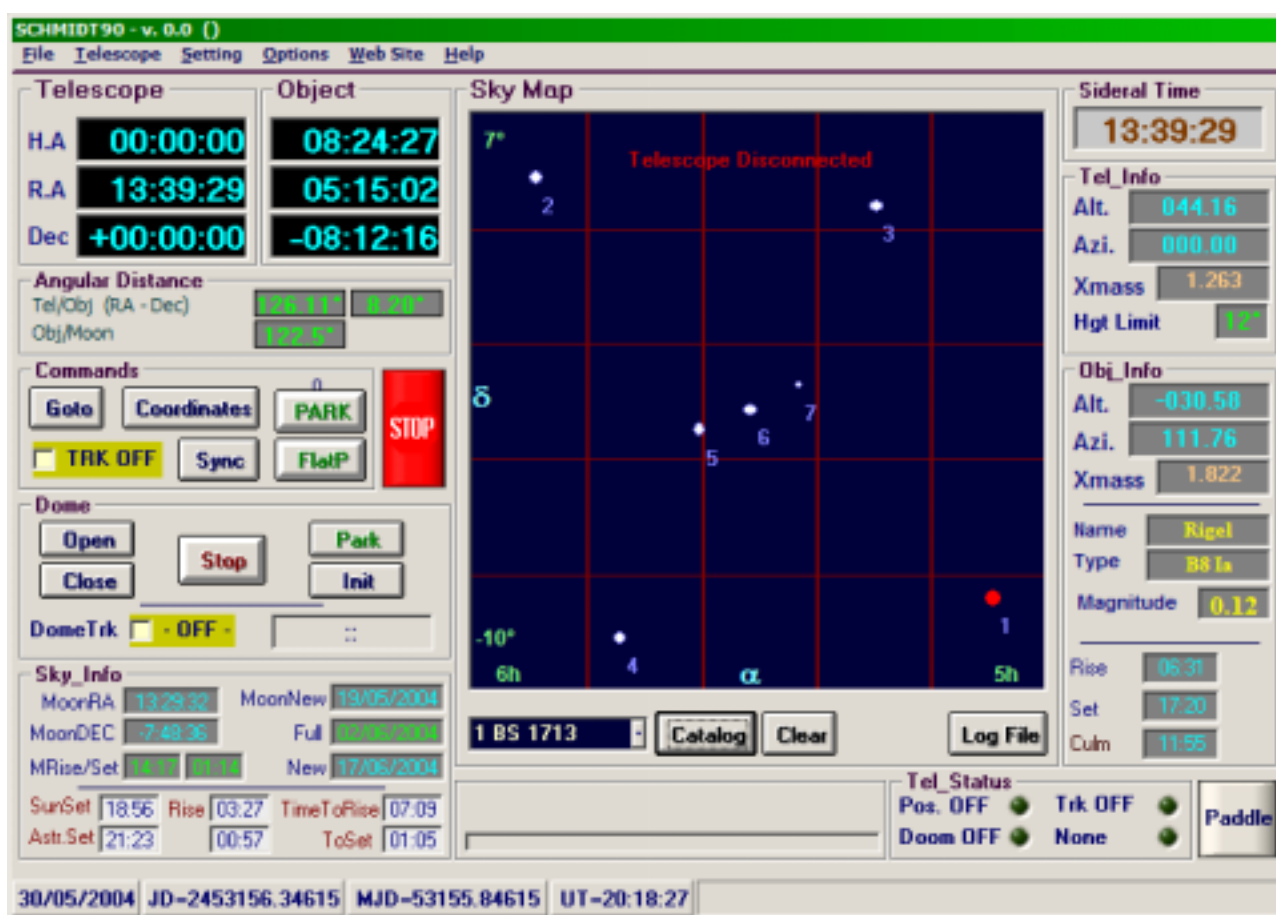 SCHMIDT90 - v. 0.0 ()
File Telescope Setting Options Web Site Help
Telescope
Object
H.A 00:00:00 08:24:27
R.A 13:39:29 05:15:02
Dec +00:00:00 -08:12:16
Angular Distance
Tel/Obj (RA - Dec) 126.11° 8.20°
Obj/Moon 122.5°
Commands
0
Goto Coordinates PARK
STOP
TRK OFF Sync FlatP
Dome
Open Stop Park
Close Init
DomeTrk - OFF - ::
Sky_Info
MoonRA 13:29:32 MoonNew 19/05/2004
MoonDEC -7:48:36 Full 02/06/2004
MRise/Set 14:17 01:14 New 17/06/2004
SunSet 18:56 Rise 03:27 TimeToRise 07:09
Astr.Set 21:23 00:57 ToSet 01:05
Sky Map
7°
Telescope Disconnected
2
3
δ
7
6
5
1
-10°
4
6h α 5h
1 BS 1713 Catalog Clear Log File
Sideral Time
13:39:29
Tel_Info
Alt. 044.16
Azi. 000.00
Xmass 1.263
Hgt Limit 12°
Obj_Info
Alt. -030.58
Azi. 111.76
Xmass 1.822
Name Rigel
Type B8 Ia
Magnitude 0.12
Rise 06:31
Set 17:20
Culm 11:55
Tel_Status
Pos. OFF Trk OFF
Doom OFF None
Paddle
30/05/2004 JD=2453156.34615 MJD=53155.84615 UT=20:18:27